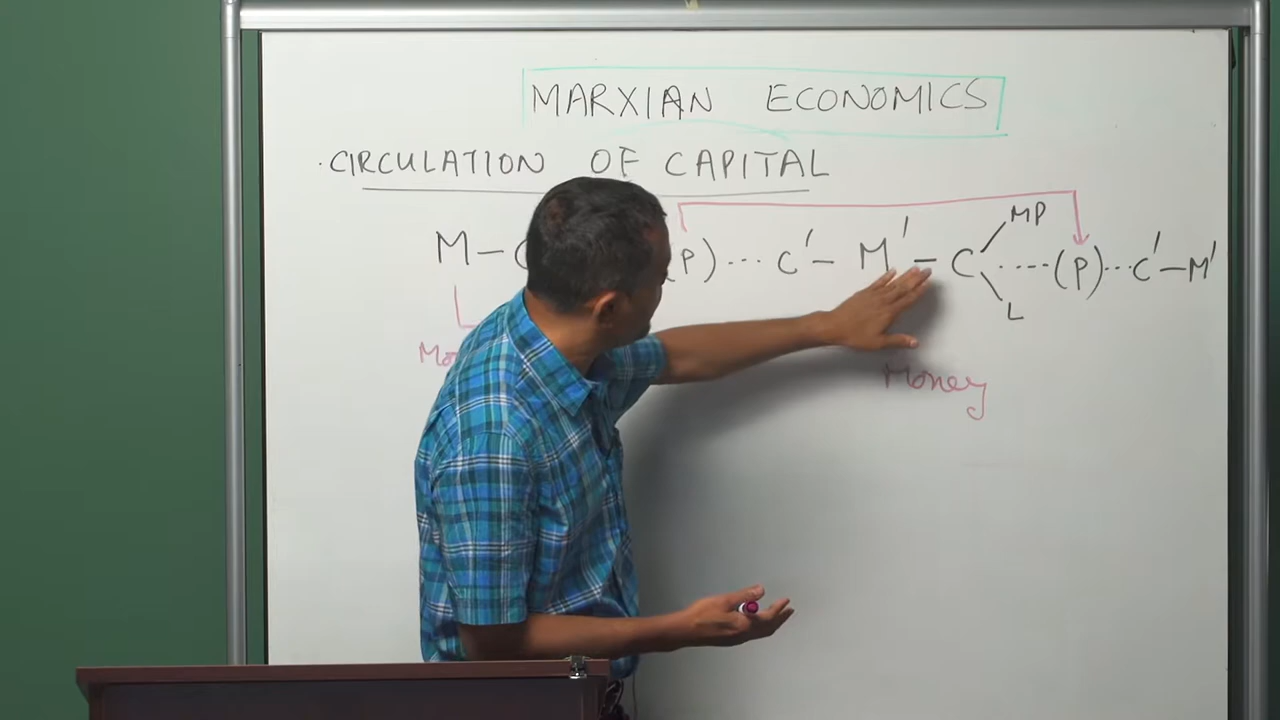 MARXIAN ECONOMICS
· CIRCULATION OF CAPITAL
MP
M – C P) ... C' – M' – C ..... (P) ... C' – M'
L
Money